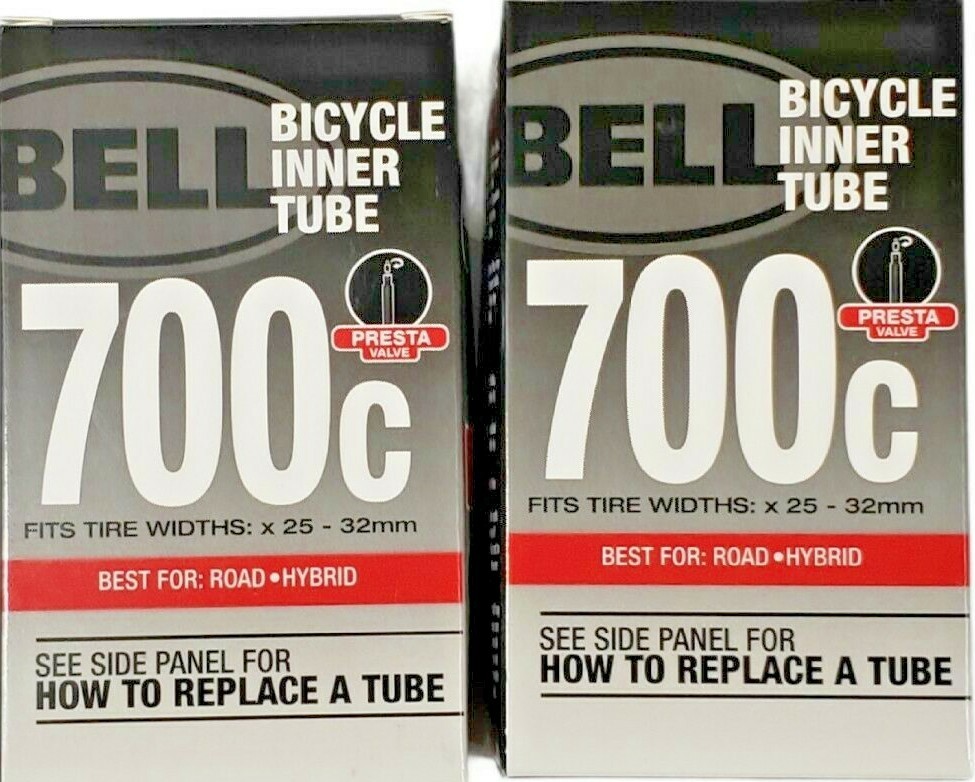 BELL
BICYCLE
INNER
TUBE
700c
PRESTA
VALVE
FITS TIRE WIDTHS: x 25 - 32mm
BEST FOR: ROAD•HYBRID
SEE SIDE PANEL FOR
HOW TO REPLACE A TUBE
BELL
BICYCLE
INNER
TUBE
700c
PRESTA
VALVE
FITS TIRE WIDTHS: x 25 - 32mm
BEST FOR: ROAD•HYBRID
SEE SIDE PANEL FOR
HOW TO REPLACE A TUBE